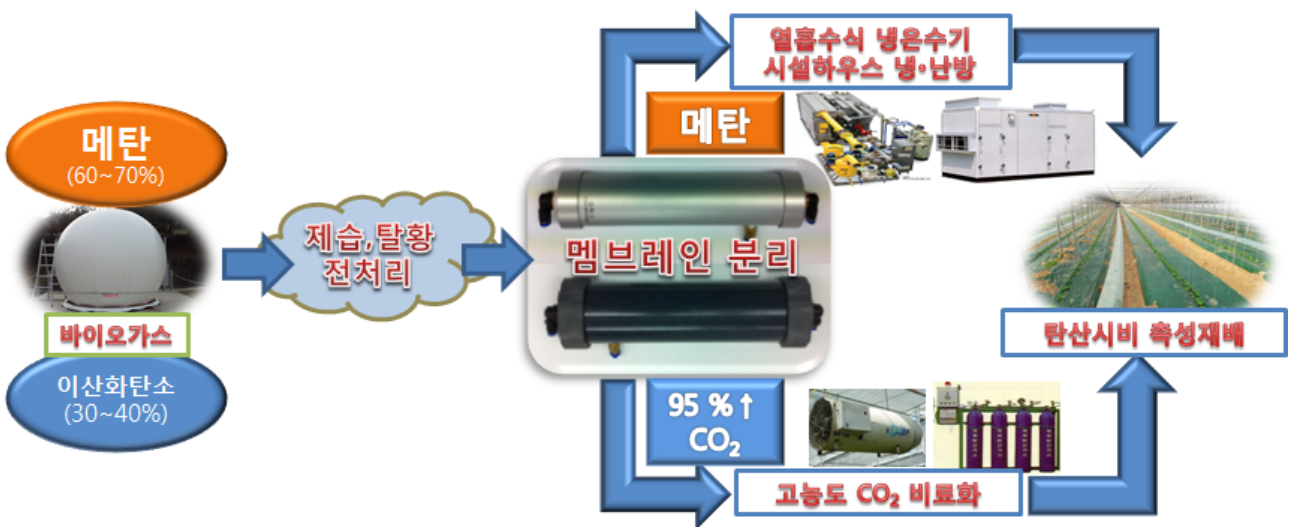 메탄
(60~70%)
바이오가스
이산화탄소
(30~40%)
제습,탈황
전처리
멤브레인 분리
메탄
열흡수식 냉온수기
시설하우스 냉·난방
95 %↑
CO₂
고농도 CO₂ 비료화
탄산시비 촉성재배